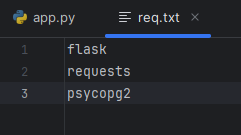 app.py
req.txt
1 flask
2 requests
3 psycopg2